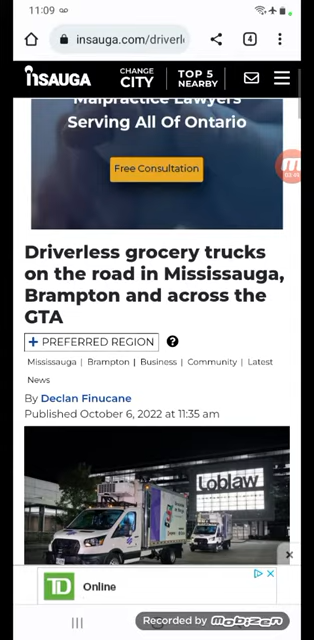 11:09
insauga.com/driverl
4
insauga
CHANGE
CITY
TOP 5
NEARBY
Malpractice Lawyers
Serving All Of Ontario
Free Consultation
Driverless grocery trucks
on the road in Mississauga,
Brampton and across the
GTA
+ PREFERRED REGION ?
Mississauga | Brampton | Business | Community | Latest
News
By Declan Finucane
Published October 6, 2022 at 11:35 am
Loblaw
TD Online
Recorded by mobizen